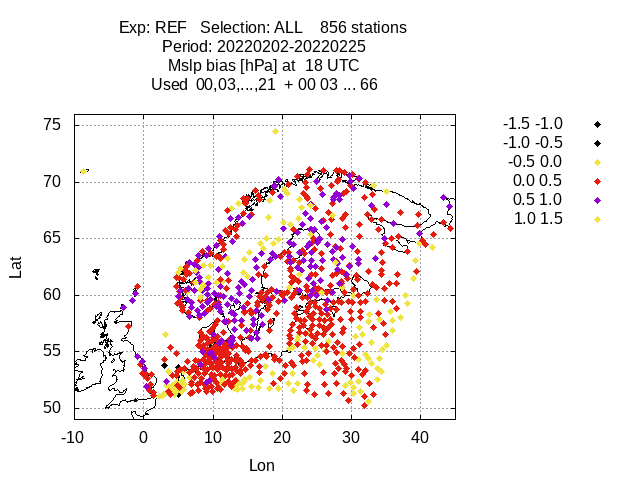 Exp: REF   Selection: ALL    856 stations
Period: 20220202-20220225
Mslp bias [hPa] at  18 UTC
Used  00,03,...,21  + 00 03 ... 66
-1.5 -1.0
-1.0 -0.5
-0.5 0.0
0.0 0.5
0.5 1.0
1.0 1.5
Lat
75
70
65
60
55
50
-10 0 10 20 30 40
Lon